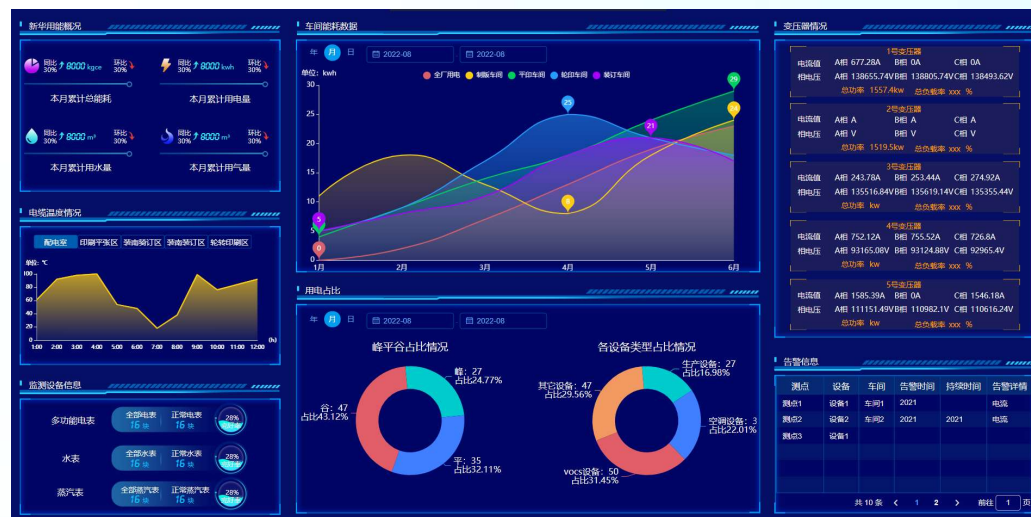 新华用能概况
同比 30% 8000 kgce 环比 30%
同比 30% 8000 kwh 环比 30%
本月累计总能耗
本月累计用电量
同比 30% 8000 m³ 环比 30%
同比 30% 8000 m³ 环比 30%
本月累计用水量
本月累计用气量
电缆温度情况
配电室 印刷平张区 装南骑订区 装南装订区 轮转印刷区
单位: ℃
100
80
60
40
20
0
1:00 2:00 3:00 4:00 5:00 6:00 7:00 8:00 9:00 10:00 11:00 12:00 (h)
监测设备信息
多功能电表 全部电表 16 块 正常电表 16 块 28%
水表 全部水表 16 块 正常水表 16 块 28%
蒸汽表 全部蒸汽表 16 块 正常蒸汽表 16 块 28%
车间能耗数据
年 月 日 2022-08 2022-08
单位: kwh
全厂用电 制版车间 平印车间 轮印车间 装订车间
30
25
20
15
10
5
0
5
0
25
8
21
29
24
1月 2月 3月 4月 5月 6月
用电占比
年 月 日 2022-08 2022-08
峰平谷占比情况
峰: 27
占比24.77%
谷: 47
占比43.12%
平: 35
占比32.11%
各设备类型占比情况
生产设备: 27
占比16.98%
其它设备: 47
占比29.56%
空调设备: 3
占比22.01%
vocs设备: 50
占比31.45%
变压器情况
1号变压器
电流值 A相 677.28A B相 0A C相 0A
相电压 A相 138655.74V B相 138805.74V C相 138493.62V
总功率 1557.4kw 总负载率 xxx %
2号变压器
电流值 A相 A B相 A C相 A
相电压 A相 V B相 V C相 V
总功率 1519.5kw 总负载率 xxx %
3号变压器
电流值 A相 243.78A B相 253.44A C相 274.92A
相电压 A相 135516.84V B相 135619.14V C相 135355.44V
总功率 kw 总负载率 xxx %
4号变压器
电流值 A相 752.12A B相 755.52A C相 726.8A
相电压 A相 93165.08V B相 93124.88V C相 92965.4V
总功率 kw 总负载率 xxx %
5号变压器
电流值 A相 1585.39A B相 0A C相 1546.18A
相电压 A相 111151.49V B相 110982.1V C相 110616.24V
总功率 kw 总负载率 xxx %
告警信息
测点 设备 车间 告警时间 持续时间 告警详情
测点1 设备1 车间1 2021 电流
测点2 设备2 车间2 2021 2021 电流
测点3 设备1
共 10 条 < 1 2 > 前往 1 页